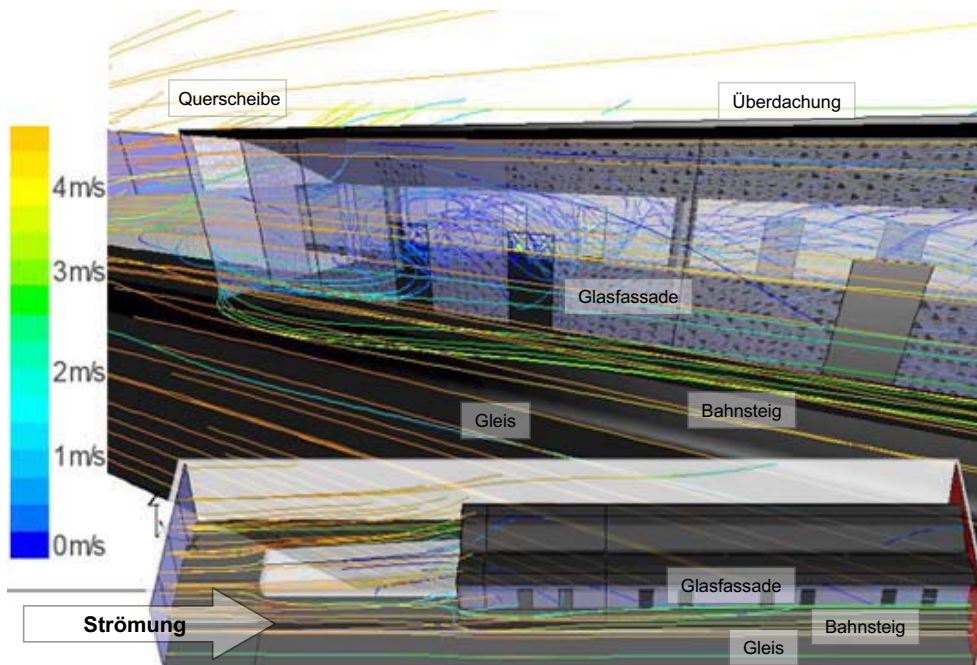 Querscheibe
Überdachung
4m/s
3m/s
Glasfassade
2m/s
Gleis
Bahnsteig
1m/s
Z
0m/s
Glasfassade
Strömung
Bahnsteig
Gleis